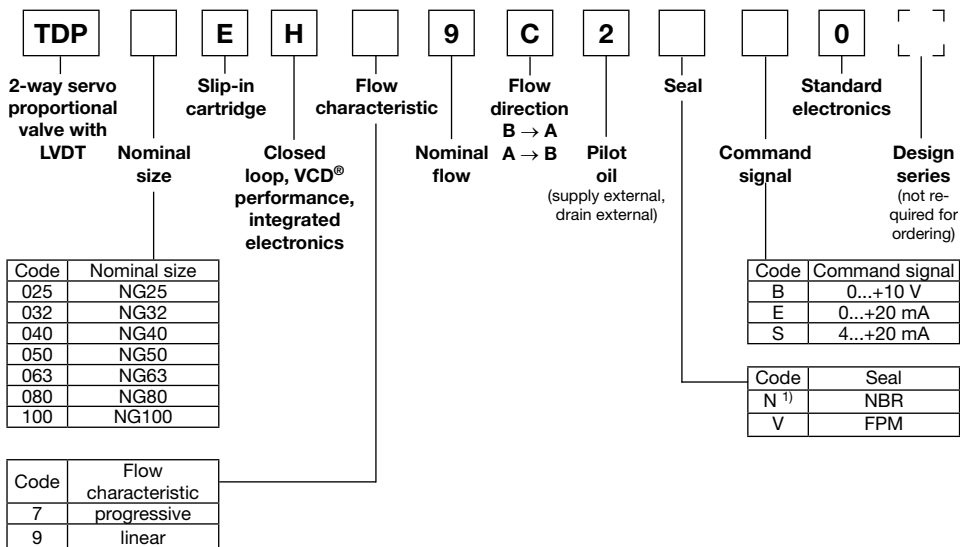 TDP E H 9 C 2 0
2-way servo
proportional
valve with
LVDT
Nominal
size
Slip-in
cartridge
Closed
loop, VCD®
performance,
integrated
electronics
Flow
characteristic
Nominal
flow
Flow
direction
B → A
A → B
Pilot
oil
(supply external,
drain external)
Seal
Command
signal
Standard
electronics
Design
series
(not re-
quired for
ordering)
Code Nominal size
025 NG25
032 NG32
040 NG40
050 NG50
063 NG63
080 NG80
100 NG100
Code Command signal
B 0...+10 V
E 0...+20 mA
S 4...+20 mA
Code Seal
N 1) NBR
V FPM
Code Flow
characteristic
7 progressive
9 linear